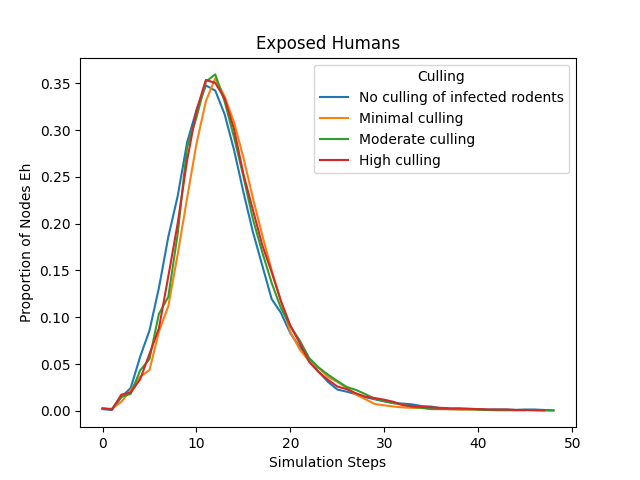 Exposed Humans
Culling
No culling of infected rodents
Minimal culling
Moderate culling
High culling
Proportion of Nodes Eh
0.35
0.30
0.25
0.20
0.15
0.10
0.05
0.00
0 10 20 30 40 50
Simulation Steps